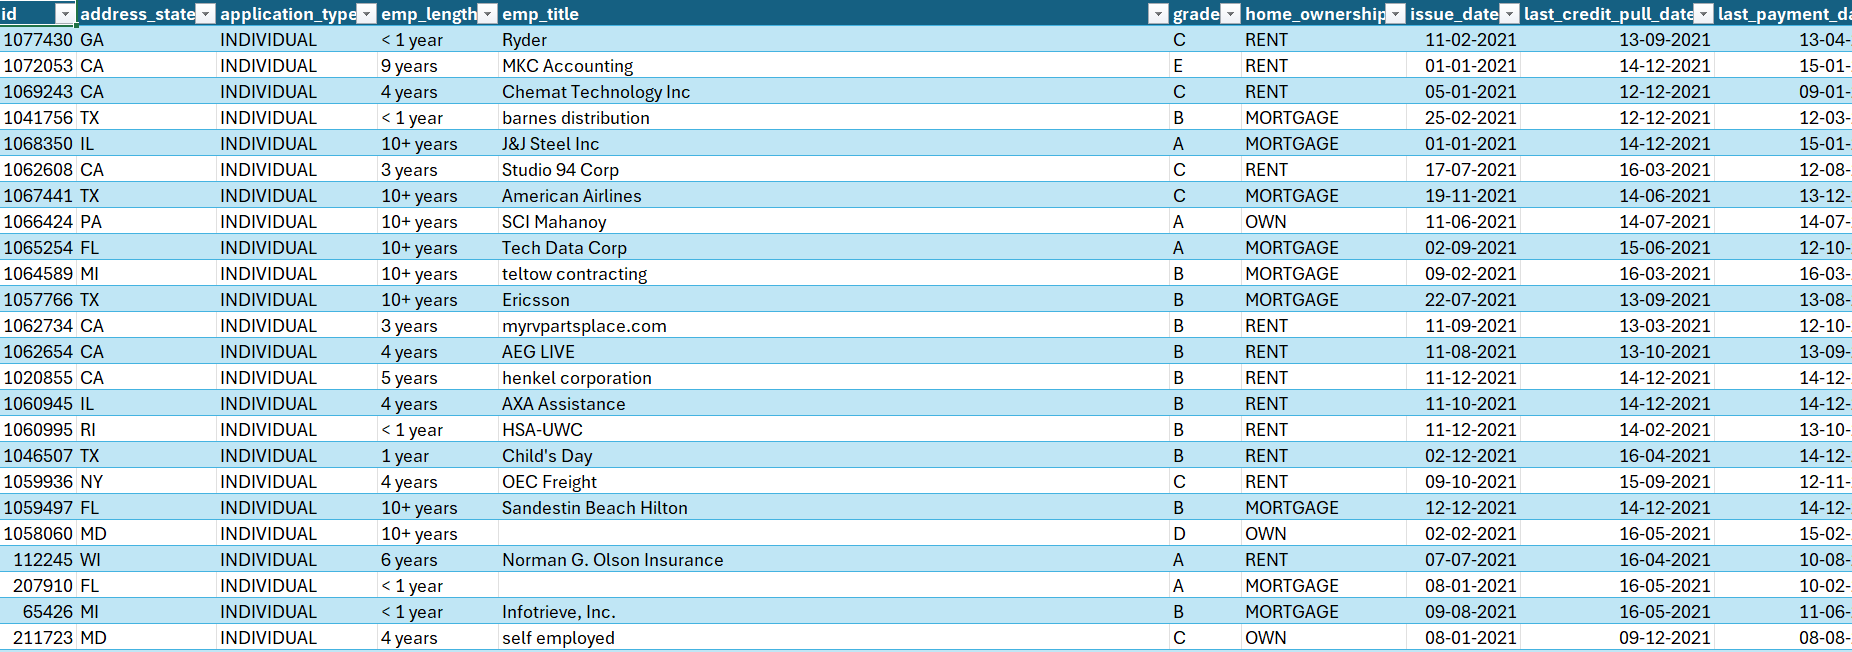 id address_state application_type emp_length emp_title grade home_ownership issue_date last_credit_pull_date last_payment_da
1077430 GA INDIVIDUAL < 1 year Ryder C RENT 11-02-2021 13-09-2021 13-04-
1072053 CA INDIVIDUAL 9 years MKC Accounting E RENT 01-01-2021 14-12-2021 15-01-
1069243 CA INDIVIDUAL 4 years Chemat Technology Inc C RENT 05-01-2021 12-12-2021 09-01-
1041756 TX INDIVIDUAL < 1 year barnes distribution B MORTGAGE 25-02-2021 12-12-2021 12-03-
1068350 IL INDIVIDUAL 10+ years J&J Steel Inc A MORTGAGE 01-01-2021 14-12-2021 15-01-
1062608 CA INDIVIDUAL 3 years Studio 94 Corp C RENT 17-07-2021 16-03-2021 12-08-
1067441 TX INDIVIDUAL 10+ years American Airlines C MORTGAGE 19-11-2021 14-06-2021 13-12-
1066424 PA INDIVIDUAL 10+ years SCI Mahanoy A OWN 11-06-2021 14-07-2021 14-07-
1065254 FL INDIVIDUAL 10+ years Tech Data Corp A MORTGAGE 02-09-2021 15-06-2021 12-10-
1064589 MI INDIVIDUAL 10+ years teltow contracting B MORTGAGE 09-02-2021 16-03-2021 16-03-
1057766 TX INDIVIDUAL 10+ years Ericsson B MORTGAGE 22-07-2021 13-09-2021 13-08-
1062734 CA INDIVIDUAL 3 years myrvpartsplace.com B RENT 11-09-2021 13-03-2021 12-10-
1062654 CA INDIVIDUAL 4 years AEG LIVE B RENT 11-08-2021 13-10-2021 13-09-
1020855 CA INDIVIDUAL 5 years henkel corporation B RENT 11-12-2021 14-12-2021 14-12-
1060945 IL INDIVIDUAL 4 years AXA Assistance B RENT 11-10-2021 14-12-2021 14-12-
1060995 RI INDIVIDUAL < 1 year HSA-UWC B RENT 11-12-2021 14-02-2021 13-10-
1046507 TX INDIVIDUAL 1 year Child's Day B RENT 02-12-2021 16-04-2021 14-12-
1059936 NY INDIVIDUAL 4 years OEC Freight C RENT 09-10-2021 15-09-2021 12-11-
1059497 FL INDIVIDUAL 10+ years Sandestin Beach Hilton B MORTGAGE 12-12-2021 14-12-2021 14-12-
1058060 MD INDIVIDUAL 10+ years D OWN 02-02-2021 16-05-2021 15-02-
112245 WI INDIVIDUAL 6 years Norman G. Olson Insurance A RENT 07-07-2021 16-04-2021 10-08-
207910 FL INDIVIDUAL < 1 year A MORTGAGE 08-01-2021 16-05-2021 10-02-
65426 MI INDIVIDUAL < 1 year Infotrieve, Inc. B MORTGAGE 09-08-2021 16-05-2021 11-06-
211723 MD INDIVIDUAL 4 years self employed C OWN 08-01-2021 09-12-2021 08-08-